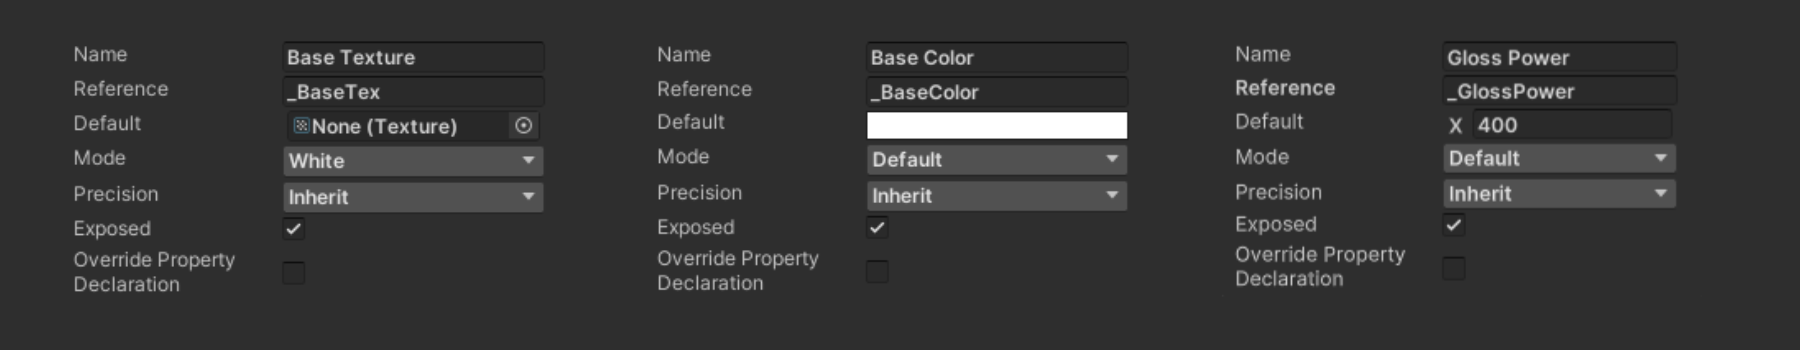 Name Base Texture
Reference _BaseTex
Default None (Texture)
Mode White
Precision Inherit
Exposed
Override Property
Declaration
Name Base Color
Reference _BaseColor
Default
Mode Default
Precision Inherit
Exposed
Override Property
Declaration
Name Gloss Power
Reference _GlossPower
Default X 400
Mode Default
Precision Inherit
Exposed
Override Property
Declaration